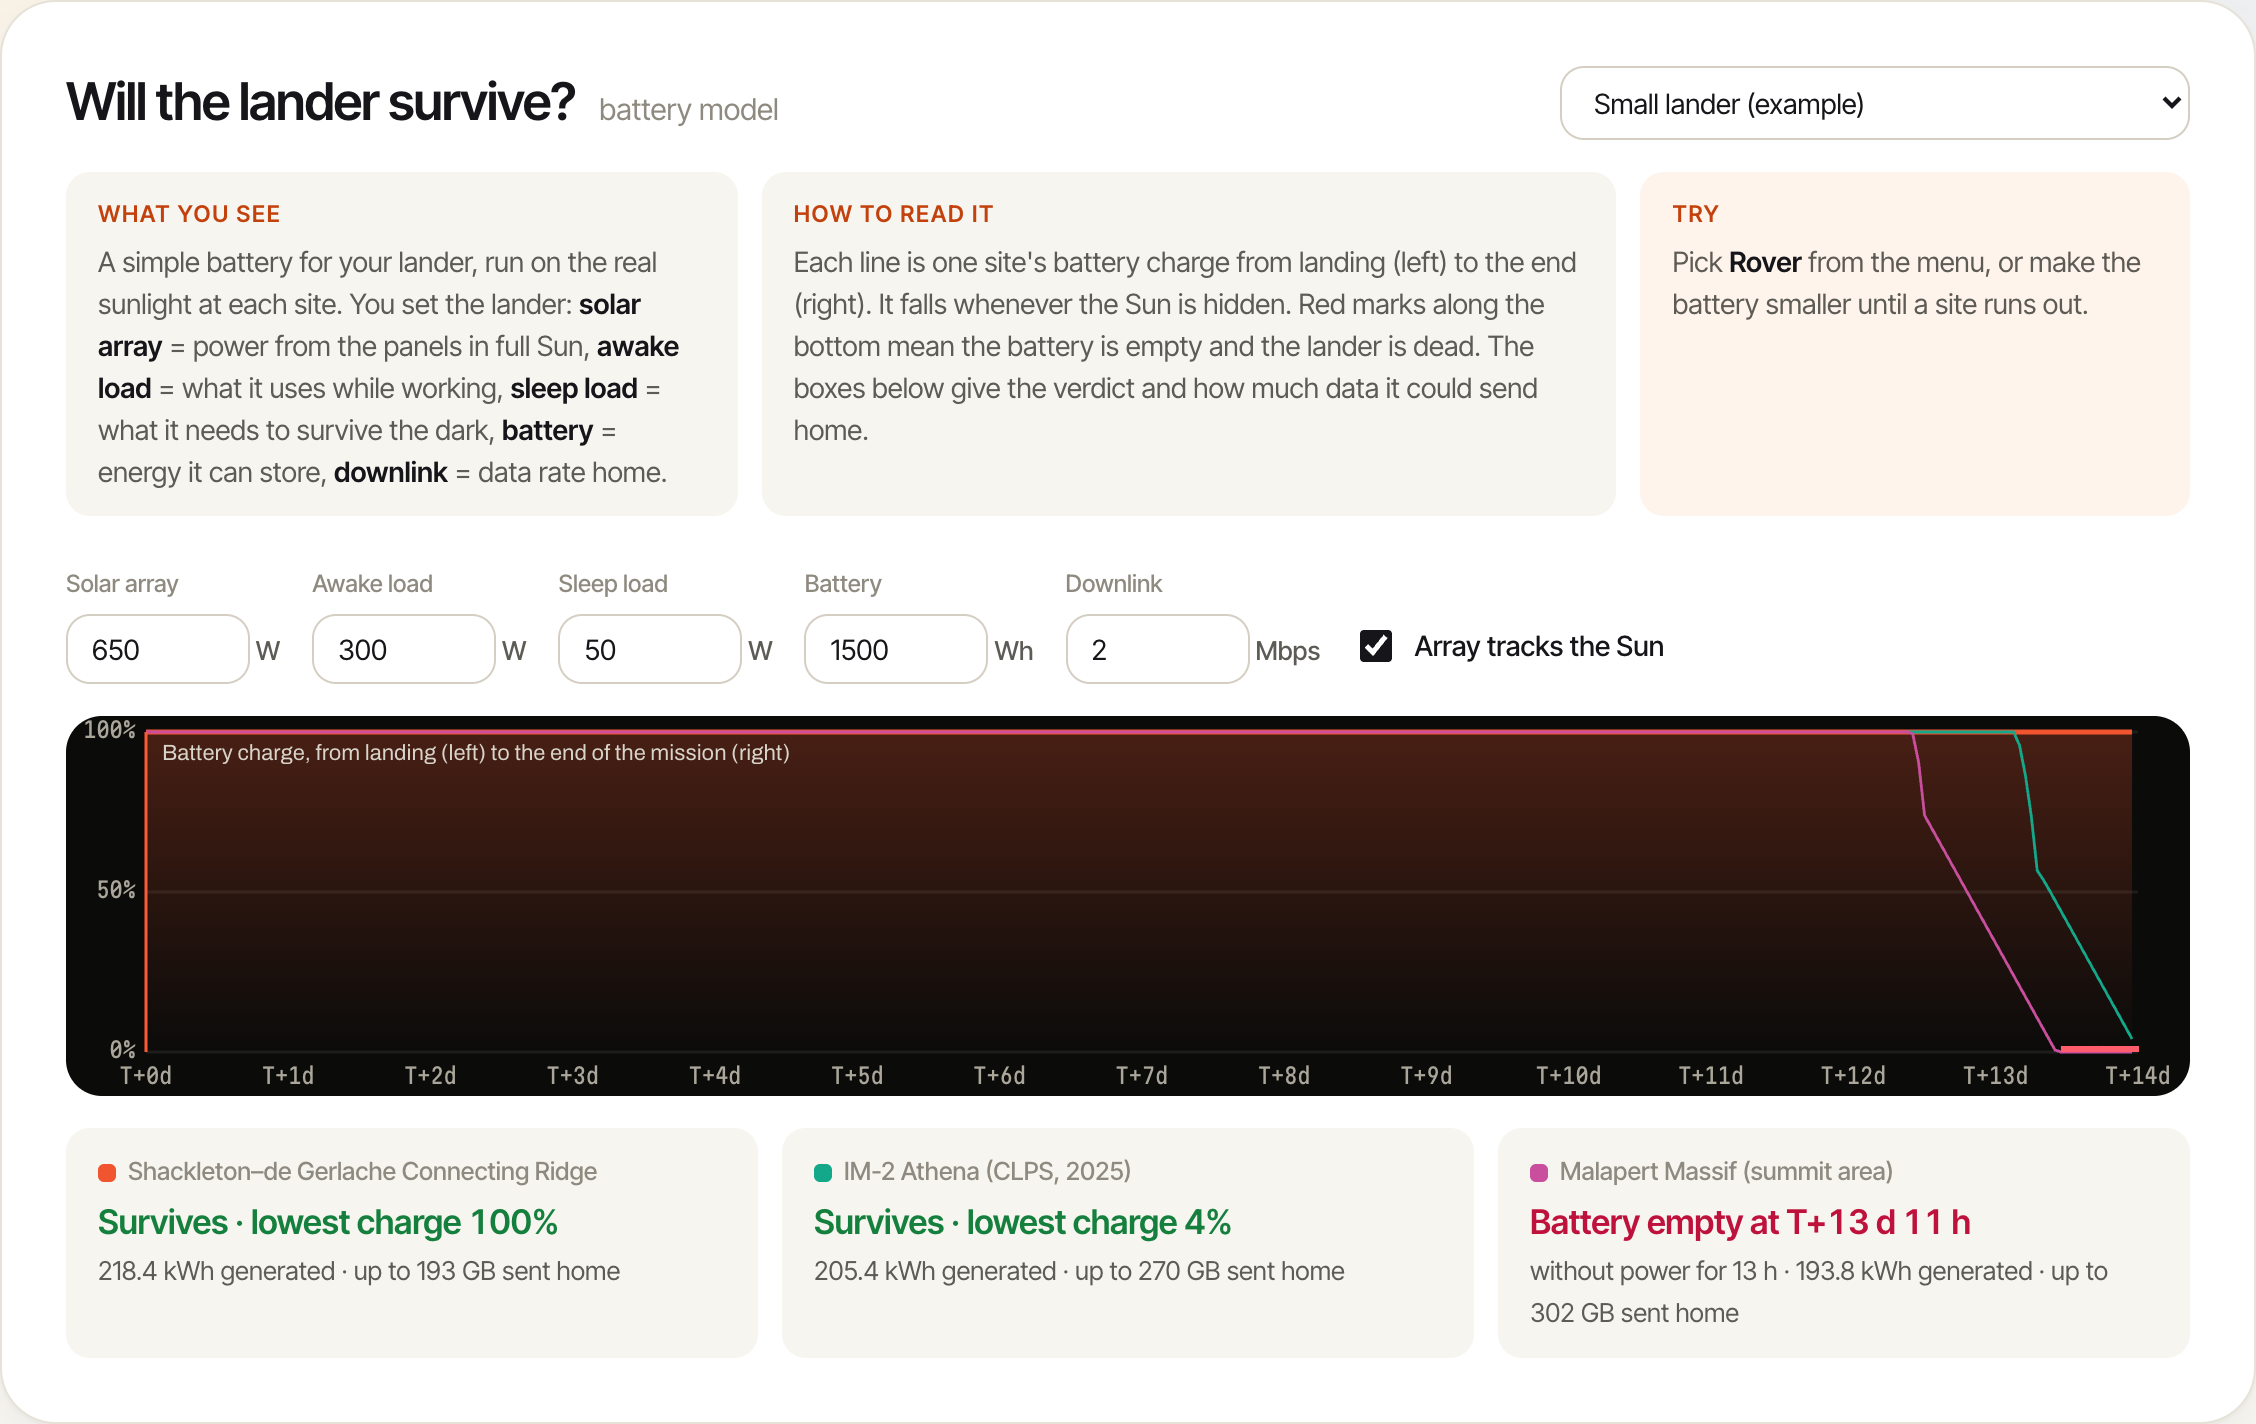 Will the lander survive? battery model
Small lander (example)
WHAT YOU SEE
A simple battery for your lander, run on the real
sunlight at each site. You set the lander: solar
array = power from the panels in full Sun, awake
load = what it uses while working, sleep load =
what it needs to survive the dark, battery =
energy it can store, downlink = data rate home.
HOW TO READ IT
Each line is one site's battery charge from landing (left) to the end
(right). It falls whenever the Sun is hidden. Red marks along the
bottom mean the battery is empty and the lander is dead. The
boxes below give the verdict and how much data it could send
home.
TRY
Pick Rover from the menu, or make the
battery smaller until a site runs out.
Solar array
650 W
Awake load
300 W
Sleep load
50 W
Battery
1500 Wh
Downlink
2 Mbps
Array tracks the Sun
100%
Battery charge, from landing (left) to the end of the mission (right)
50%
0%
T+0d T+1d T+2d T+3d T+4d T+5d T+6d T+7d T+8d T+9d T+10d T+11d T+12d T+13d T+14d
Shackleton–de Gerlache Connecting Ridge
Survives · lowest charge 100%
218.4 kWh generated · up to 193 GB sent home
IM-2 Athena (CLPS, 2025)
Survives · lowest charge 4%
205.4 kWh generated · up to 270 GB sent home
Malapert Massif (summit area)
Battery empty at T+13 d 11 h
without power for 13 h · 193.8 kWh generated · up to
302 GB sent home